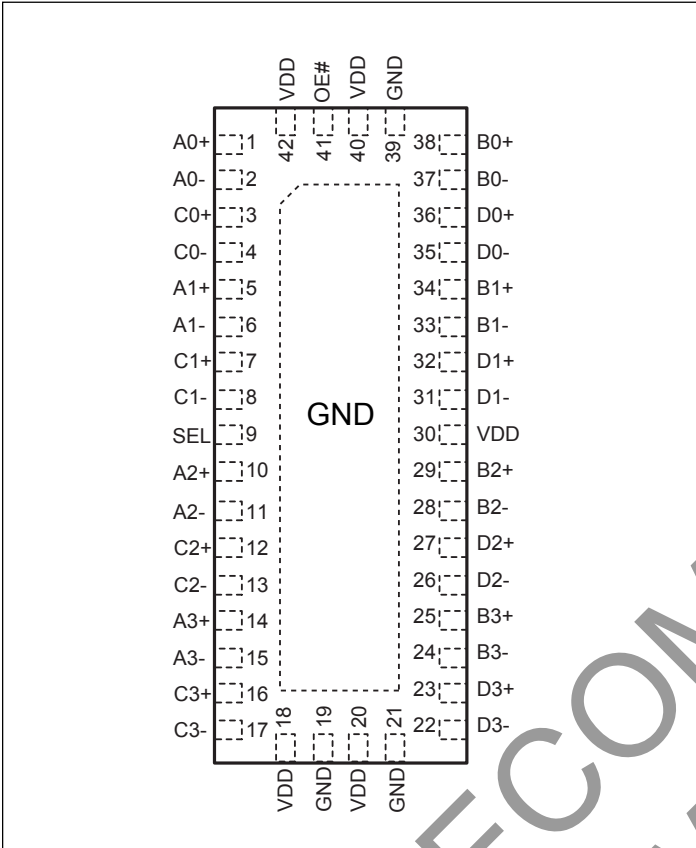 VDD OE# VDD GND
42 41 40 39
A0+ 1 38 B0+
A0- 2 37 B0-
C0+ 3 36 D0+
C0- 4 35 D0-
A1+ 5 34 B1+
A1- 6 33 B1-
C1+ 7 32 D1+
C1- 8 31 D1-
GND
SEL 9 30 VDD
A2+ 10 29 B2+
A2- 11 28 B2-
C2+ 12 27 D2+
C2- 13 26 D2-
A3+ 14 25 B3+
A3- 15 24 B3-
C3+ 16 23 D3+
C3- 17 22 D3-
18 19 20 21
VDD GND VDD GND
ECOM